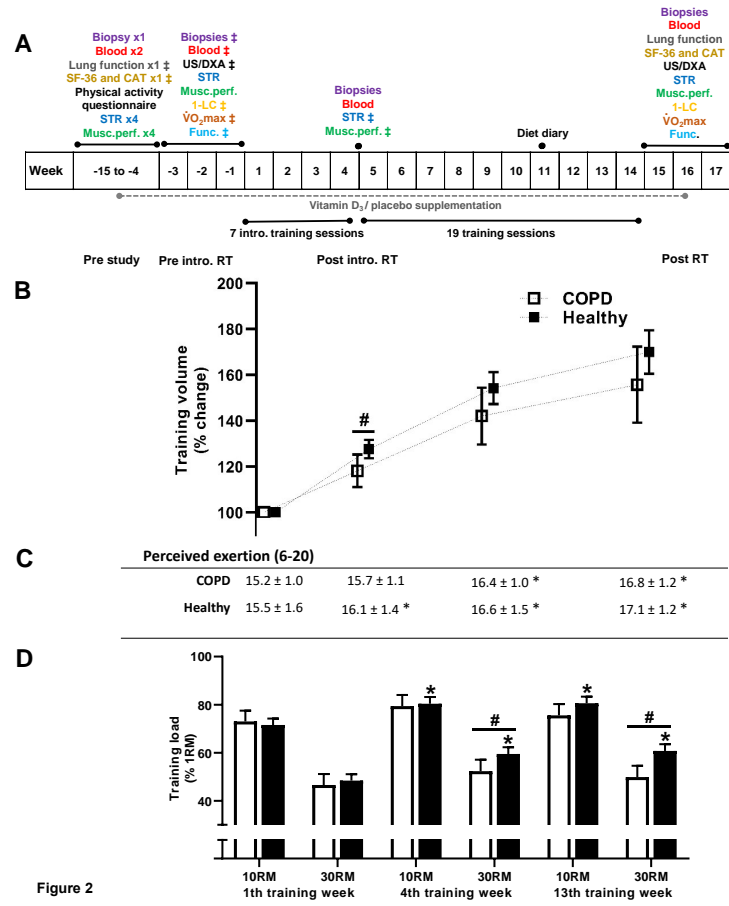 A
Biopsy x1
Blood x2
Lung function x1 ‡
SF-36 and CAT x1 ‡
Physical activity
questionnaire
STR x4
Musc.perf. x4
Biopsies ‡
Blood ‡
US/DXA ‡
STR
Musc.perf.
1-LC ‡
V̇O2max ‡
Func. ‡
Biopsies
Blood
STR ‡
Musc.perf. ‡
Diet diary
Biopsies
Blood
Lung function
SF-36 and CAT
US/DXA
STR
Musc.perf.
1-LC
V̇O2max
Func.
Week -15 to -4 -3 -2 -1 1 2 3 4 5 6 7 8 9 10 11 12 13 14 15 16 17
Vitamin D3 / placebo supplementation
7 intro. training sessions 19 training sessions
Pre study Pre intro. RT Post intro. RT Post RT
B
Training volume
(% change)
200
180
160
140
120
100
COPD
Healthy
#
C
Perceived exertion (6-20)
COPD 15.2 ± 1.0 15.7 ± 1.1 16.4 ± 1.0 * 16.8 ± 1.2 *
Healthy 15.5 ± 1.6 16.1 ± 1.4 * 16.6 ± 1.5 * 17.1 ± 1.2 *
D
Training load
(% 1RM)
100
80
60
40
* # * * # *
10RM 30RM 10RM 30RM 10RM 30RM
1th training week 4th training week 13th training week
Figure 2